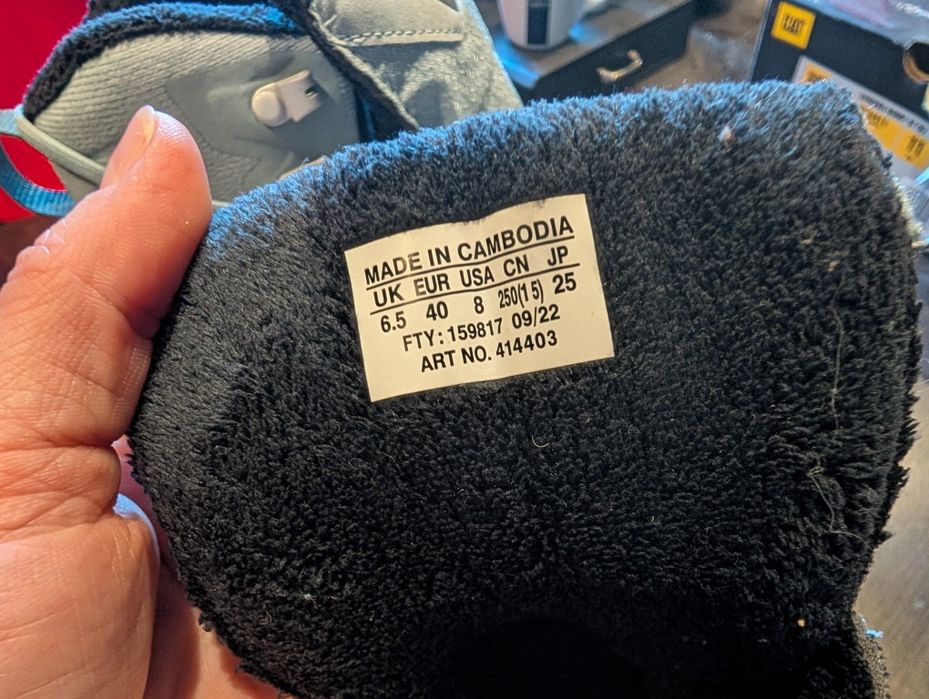 MADE IN CAMBODIA
UK EUR USA CN JP
6.5 40 8 250(1 5) 25
FTY: 159817 09/22
ART NO. 414403
CAT